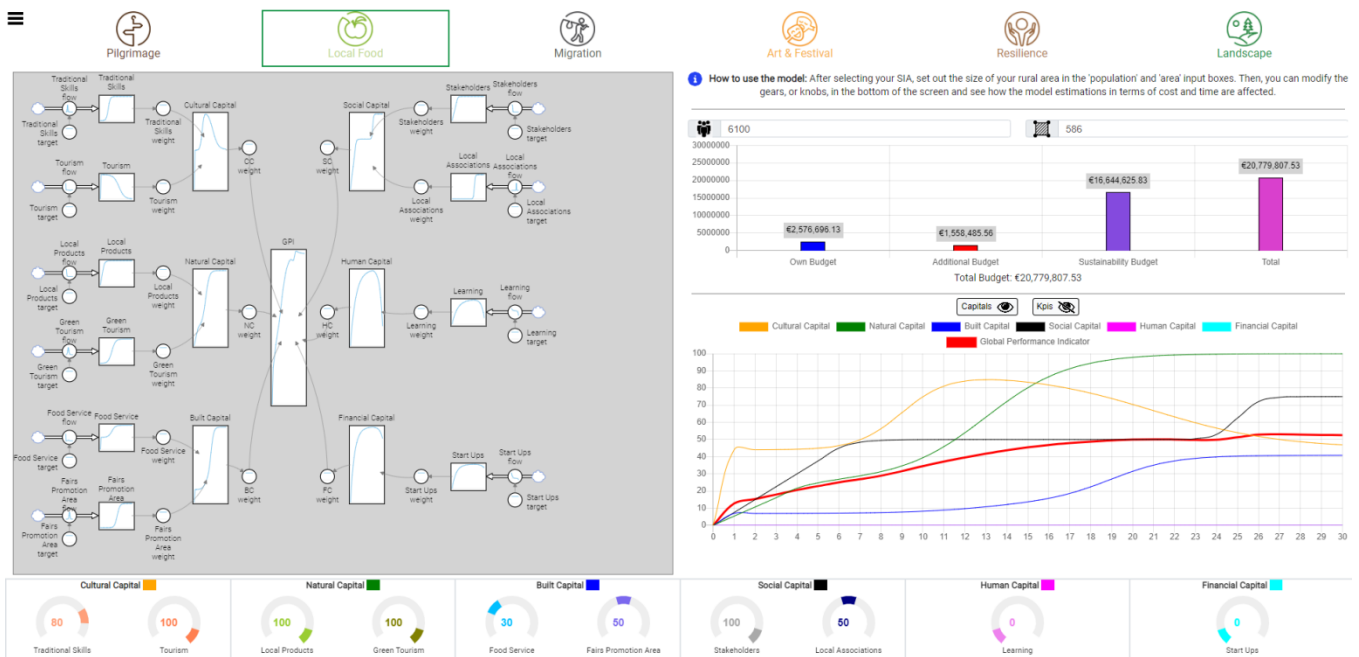 Pilgrimage
Local Food
Migration
Art & Festival
Resilience
Landscape
Traditional
Skills
flow
Traditional
Skills
Traditional
Skills
target
Traditional
Skills
weight
Cultural Capital
Tourism
flow
Tourism
Tourism
target
Tourism
weight
CC
weight
Social Capital
SC
weight
Stakeholders
Stakeholders
flow
Stakeholders
weight
Stakeholders
target
Local
Associations
Local
Associations
flow
Local
Associations
weight
Local
Associations
target
Local
Products
flow
Local
Products
Local
Products
target
Local
Products
weight
Natural Capital
Green
Tourism
flow
Green
Tourism
Green
Tourism
target
Green
Tourism
weight
NC
weight
GPI
Human Capital
HC
weight
Learning
Learning
flow
Learning
weight
Learning
target
Food Service
flow
Food Service
Food Service
target
Food Service
weight
Built Capital
Fairs
Promotion
Area flow
Fairs
Promotion Area
Fairs
Promotion
Area
target
Fairs
Promotion
Area weight
BC
weight
Financial Capital
FC
weight
Start Ups
Start Ups
flow
Start Ups
weight
Start Ups
target
How to use the model: After selecting your SIA, set out the size of your rural area in the 'population' and 'area' input boxes. Then, you can modify the
gears, or knobs, in the bottom of the screen and see how the model estimations in terms of cost and time are affected.
6100
586
30000000
25000000
20000000
15000000
10000000
5000000
0
€2,576,696.13
€1,558,485.56
€16,644,625.83
€20,779,807.53
Own Budget
Additional Budget
Sustainability Budget
Total
Total Budget: €20,779,807.53
Capitals
Kpis
Cultural Capital
Natural Capital
Built Capital
Social Capital
Human Capital
Financial Capital
Global Performance Indicator
100
90
80
70
60
50
40
30
20
10
0
0 1 2 3 4 5 6 7 8 9 10 11 12 13 14 15 16 17 18 19 20 21 22 23 24 25 26 27 28 29 30
Cultural Capital
80
Traditional Skills
100
Tourism
Natural Capital
100
Local Products
100
Green Tourism
Built Capital
30
Food Service
50
Fairs Promotion Area
Social Capital
100
Stakeholders
50
Local Associations
Human Capital
0
Learning
Financial Capital
0
Start Ups